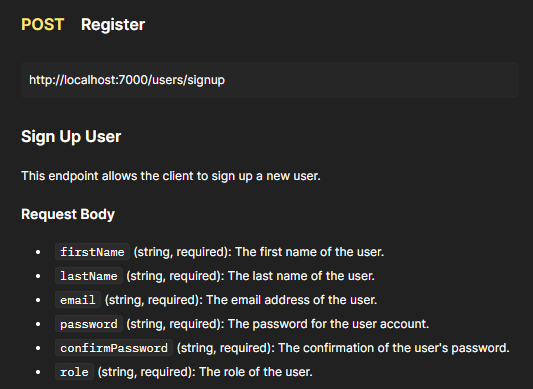 POST Register
http://localhost:7000/users/signup
Sign Up User
This endpoint allows the client to sign up a new user.
Request Body
• firstName (string, required): The first name of the user.
• lastName (string, required): The last name of the user.
• email (string, required): The email address of the user.
• password (string, required): The password for the user account.
• confirmPassword (string, required): The confirmation of the user's password.
• role (string, required): The role of the user.